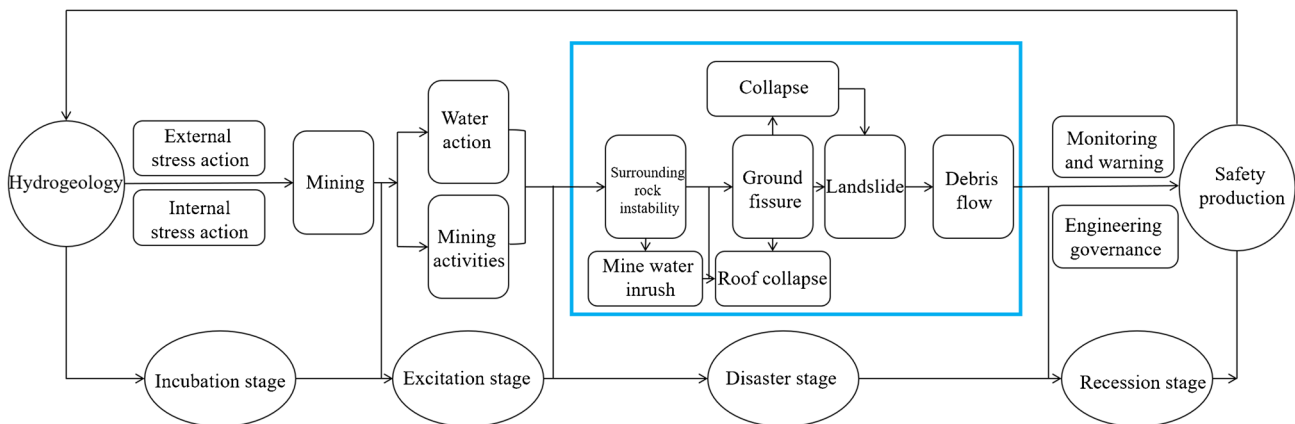 Hydrogeology
External
stress action
Internal
stress action
Mining
Water
action
Mining
activities
Surrounding
rock
instability
Mine water
inrush
Collapse
Ground
fissure
Roof collapse
Landslide
Debris
flow
Monitoring
and warning
Engineering
governance
Safety
production
Incubation stage
Excitation stage
Disaster stage
Recession stage